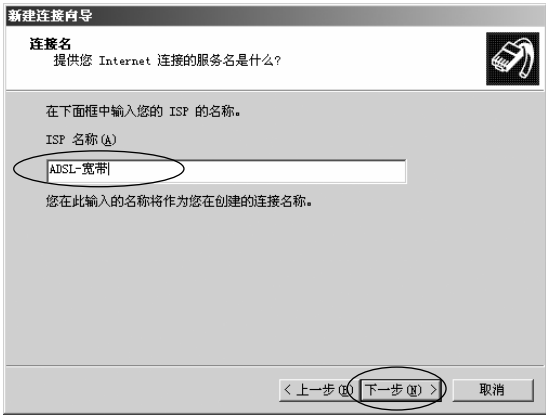 新建连接向导
连接名
提供您 Internet 连接的服务名是什么?
在下面框中输入您的 ISP 的名称。
ISP 名称(A)
ADSL-宽带
您在此输入的名称将作为您在创建的连接名称。
< 上一步(B) 下一步(N) > 取消